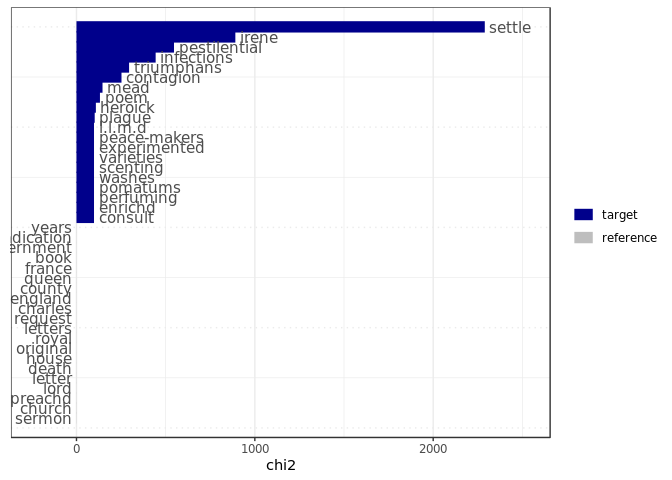 settle
irene
pestilential
infections
triumphans
contagion
mead
poem
heroick
plague
l.l.m.d
peace-makers
experimented
varieties
scenting
washes
pomatums
perfuming
enrichd
consult
years
dication
ernment
book
france
queen
county
england
charles
request
letters
royal
original
house
death
letter
lord
preachd
church
sermon
target
reference
0 1000 2000
chi2